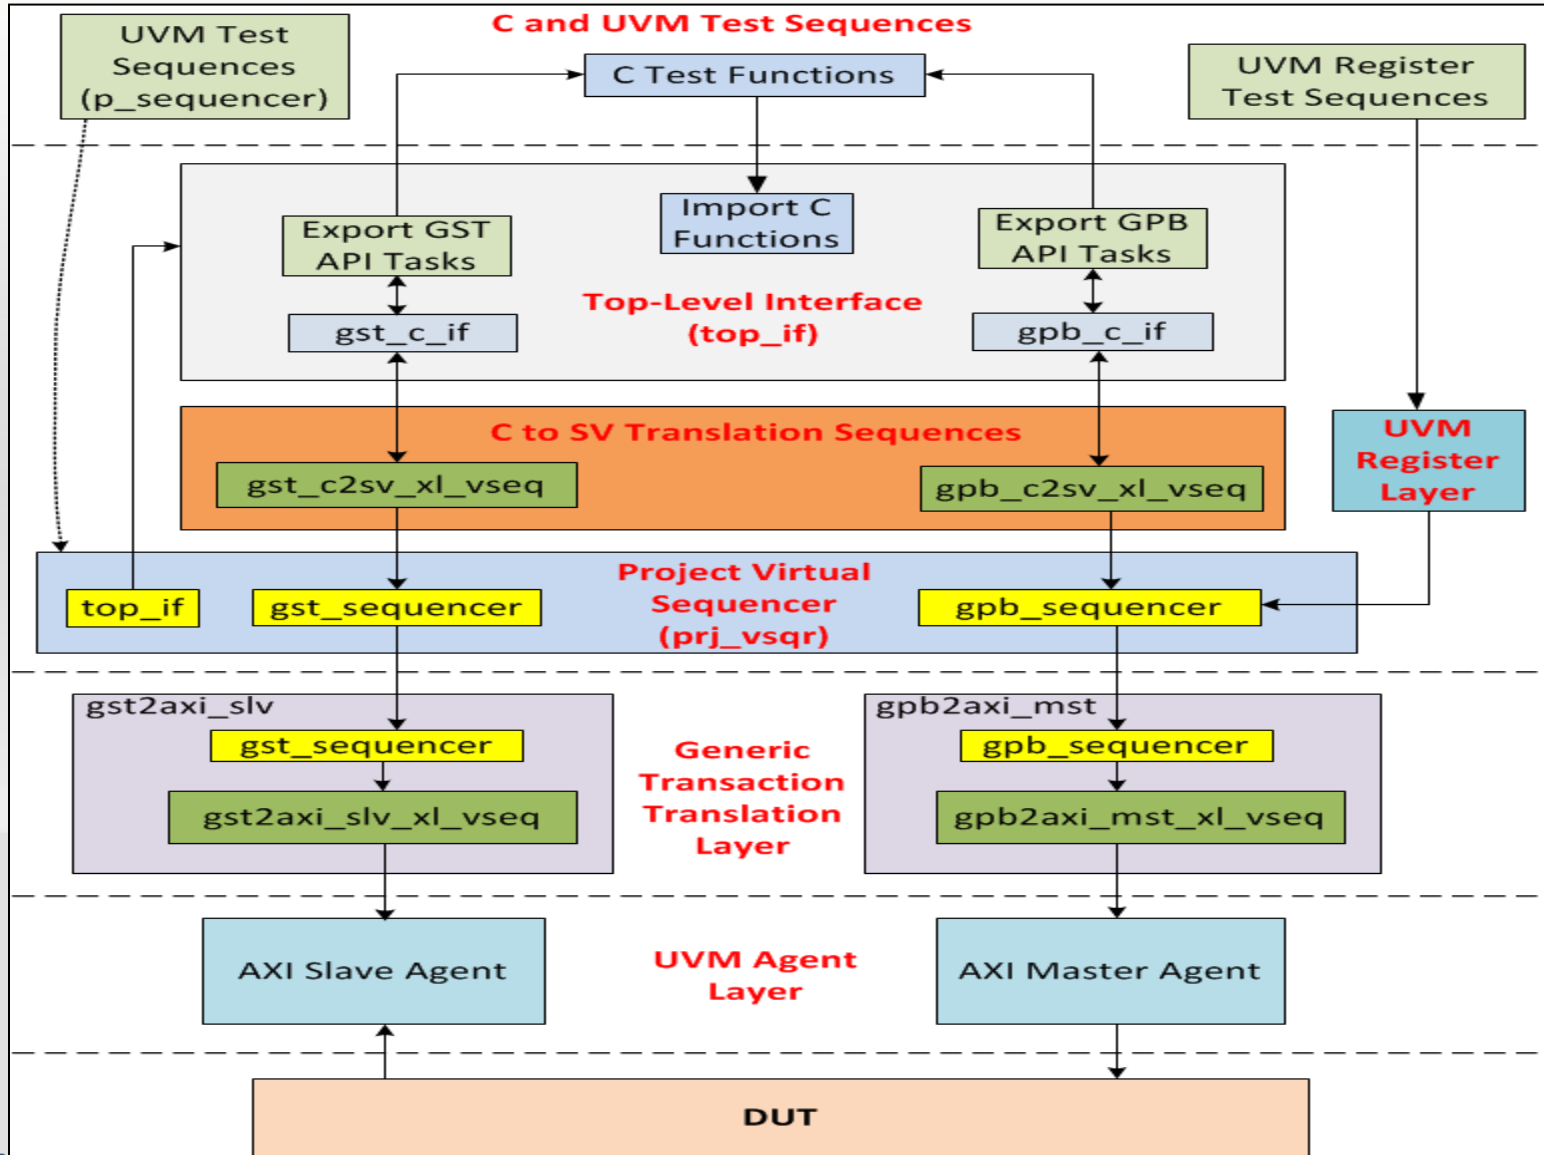 C and UVM Test Sequences
UVM Test
Sequences
(p_sequencer)
C Test Functions
UVM Register
Test Sequences
Export GST
API Tasks
Import C
Functions
Export GPB
API Tasks
Top-Level Interface
(top_if)
gst_c_if
gpb_c_if
C to SV Translation Sequences
gst_c2sv_xl_vseq
gpb_c2sv_xl_vseq
UVM
Register
Layer
Project Virtual
Sequencer
(prj_vsqr)
top_if
gst_sequencer
gpb_sequencer
gst2axi_slv
gst_sequencer
gst2axi_slv_xl_vseq
Generic
Transaction
Translation
Layer
gpb2axi_mst
gpb_sequencer
gpb2axi_mst_xl_vseq
AXI Slave Agent
UVM Agent
Layer
AXI Master Agent
DUT